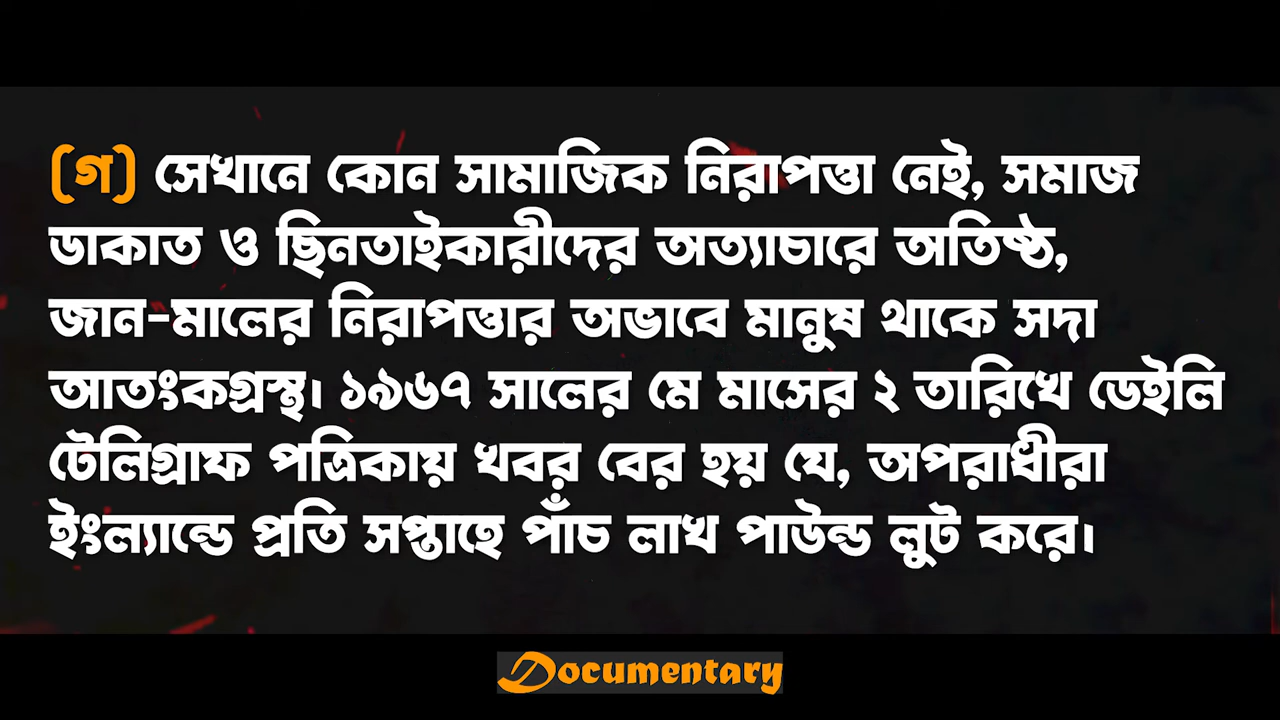 (গ) সেখানে কোন সামাজিক নিরাপত্তা নেই, সমাজ
ডাকাত ও ছিনতাইকারীদের অত্যাচারে অতিষ্ঠ,
জান-মালের নিরাপত্তার অভাবে মানুষ থাকে সদা
আতংকগ্রস্থ। ১৯৬৭ সালের মে মাসের ২ তারিখে ডেইলি
টেলিগ্রাফ পত্রিকায় খবর বের হয় যে, অপরাধীরা
ইংল্যান্ডে প্রতি সপ্তাহে পাঁচ লাখ পাউন্ড লুট করে।
Documentary